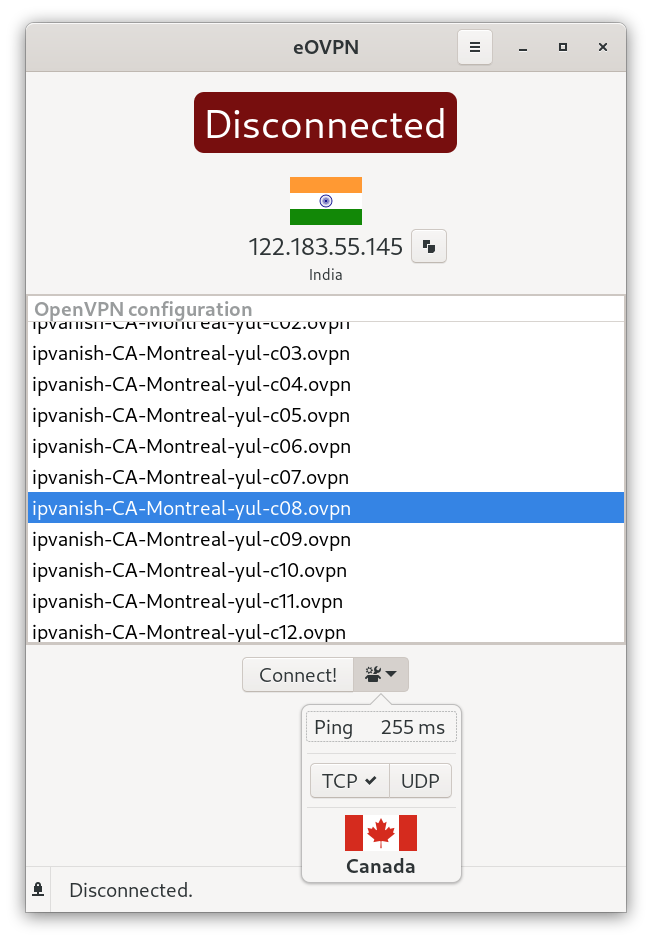 eOVPN
Disconnected
122.183.55.145
India
OpenVPN configuration
ipvanish-CA-Montreal-yul-c02.ovpn
ipvanish-CA-Montreal-yul-c03.ovpn
ipvanish-CA-Montreal-yul-c04.ovpn
ipvanish-CA-Montreal-yul-c05.ovpn
ipvanish-CA-Montreal-yul-c06.ovpn
ipvanish-CA-Montreal-yul-c07.ovpn
ipvanish-CA-Montreal-yul-c08.ovpn
ipvanish-CA-Montreal-yul-c09.ovpn
ipvanish-CA-Montreal-yul-c10.ovpn
ipvanish-CA-Montreal-yul-c11.ovpn
ipvanish-CA-Montreal-yul-c12.ovpn
Connect!
Ping 255 ms
TCP UDP
Canada
Disconnected.